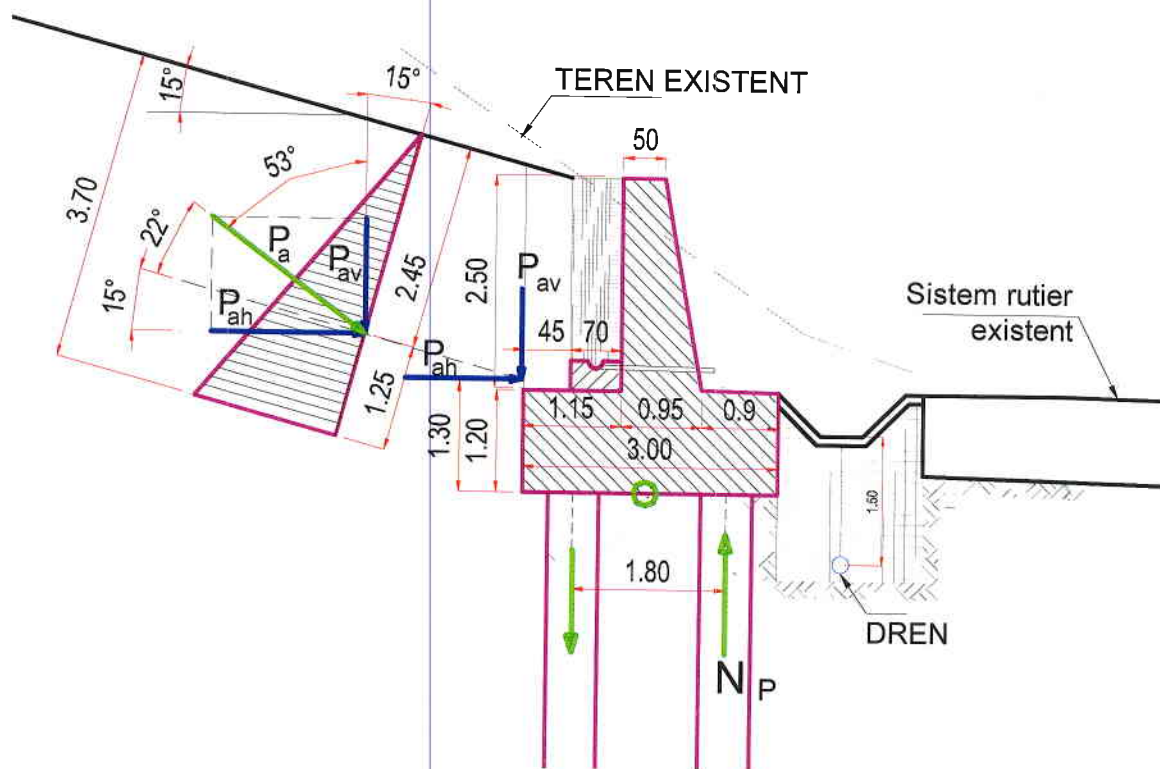 15°
15°
TEREN EXISTENT
50
53°
3.70
22°
Pa
Pav
2.45
2.50
Pav
15°
Pah
Sistem rutier
existent
45
70
Pah
1.25
1.30
1.20
1.15
0.95
0.9
3.00
1.50
1.80
DREN
NP